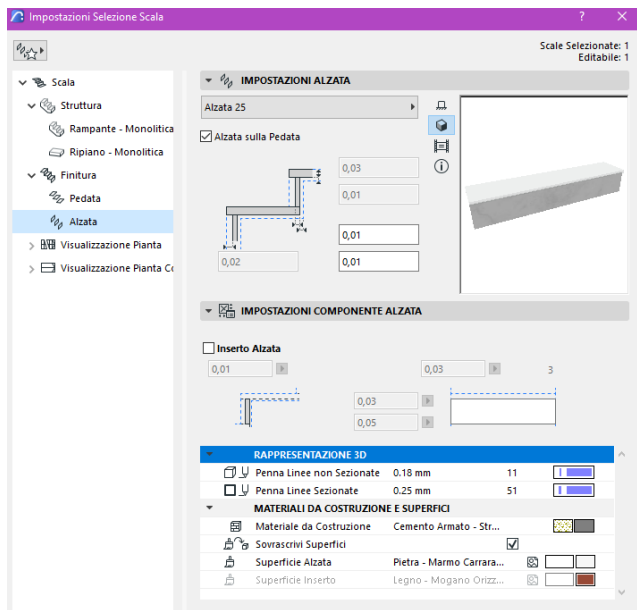 Impostazioni Selezione Scala ? X
Scale Selezionate: 1
Editabile: 1
Scala
Struttura
Rampante - Monolitica
Ripiano - Monolitica
Finitura
Pedata
Alzata
Visualizzazione Pianta
Visualizzazione Pianta Co
IMPOSTAZIONI ALZATA
Alzata 25
Alzata sulla Pedata
0,03
0,01
0,01
0,02 0,01
IMPOSTAZIONI COMPONENTE ALZATA
Inserto Alzata
0,01 0,03 3
0,03
0,05
RAPPRESENTAZIONE 3D
Penna Linee non Sezionate 0.18 mm 11
Penna Linee Sezionate 0.25 mm 51
MATERIALI DA COSTRUZIONE E SUPERFICI
Materiale da Costruzione Cemento Armato - Str...
Sovrascrivi Superfici
Superficie Alzata Pietra - Marmo Carrara...
Superficie Inserto Legno - Mogano Orizz...